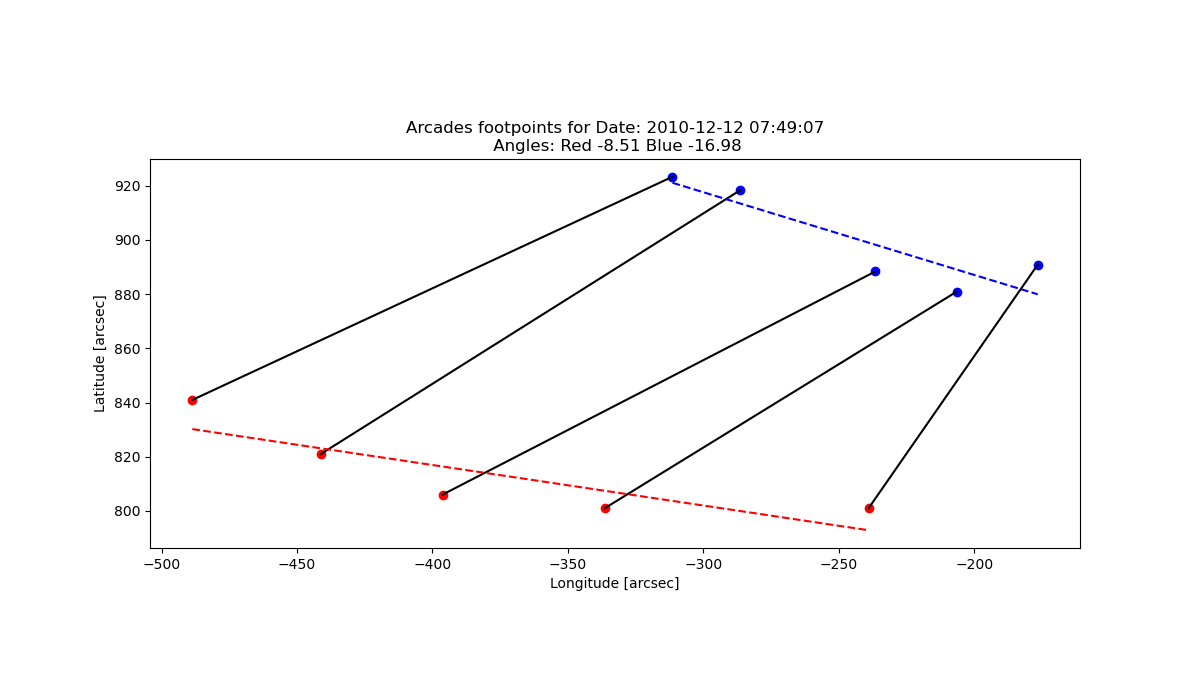 Arcades footpoints for Date: 2010-12-12 07:49:07
Angles: Red -8.51 Blue -16.98
Latitude [arcsec]
920
900
880
860
840
820
800
−500 −450 −400 −350 −300 −250 −200
Longitude [arcsec]